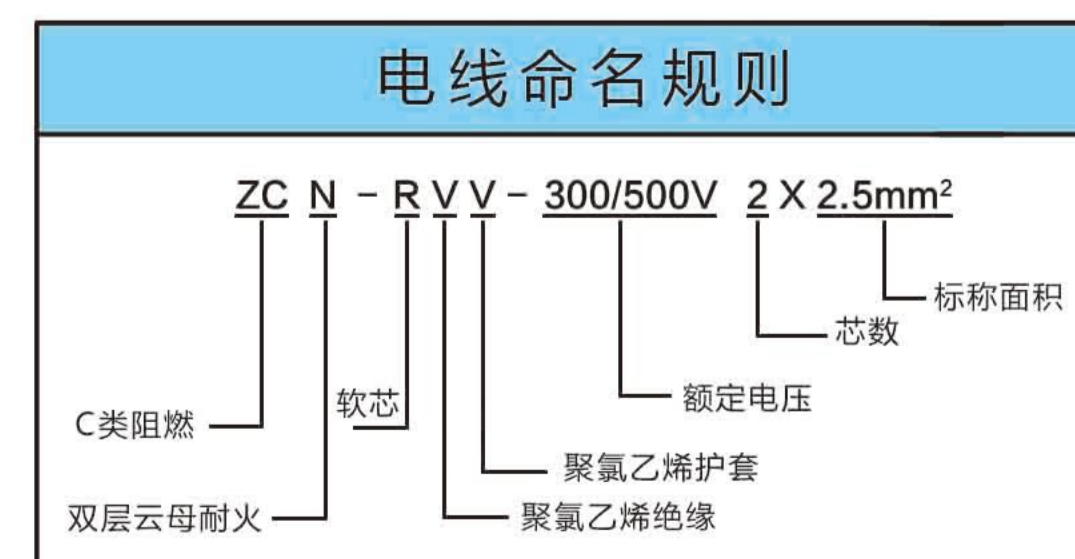 电线命名规则
ZC N - R V V - 300/500V 2 X 2.5mm²
标称面积
芯数
额定电压
软芯
C类阻燃
聚氯乙烯护套
双层云母耐火
聚氯乙烯绝缘